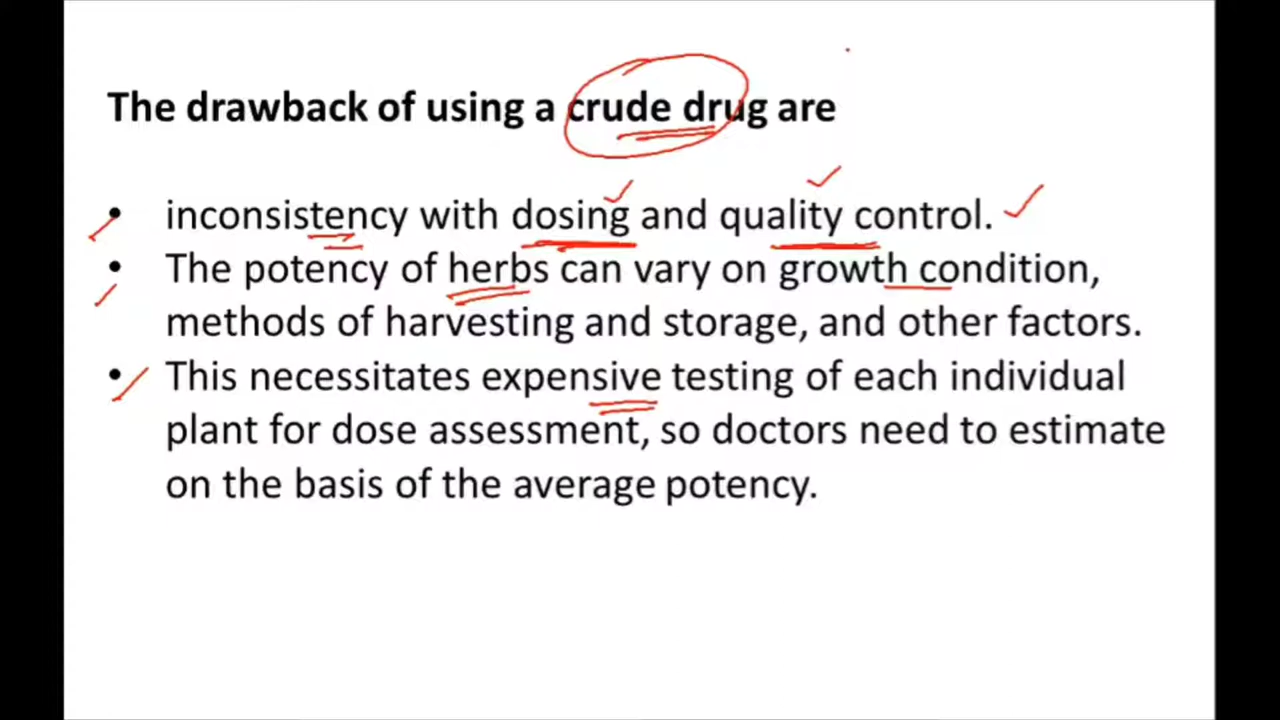 The drawback of using a crude drug are
• inconsistency with dosing and quality control.
• The potency of herbs can vary on growth condition,
methods of harvesting and storage, and other factors.
• This necessitates expensive testing of each individual
plant for dose assessment, so doctors need to estimate
on the basis of the average potency.